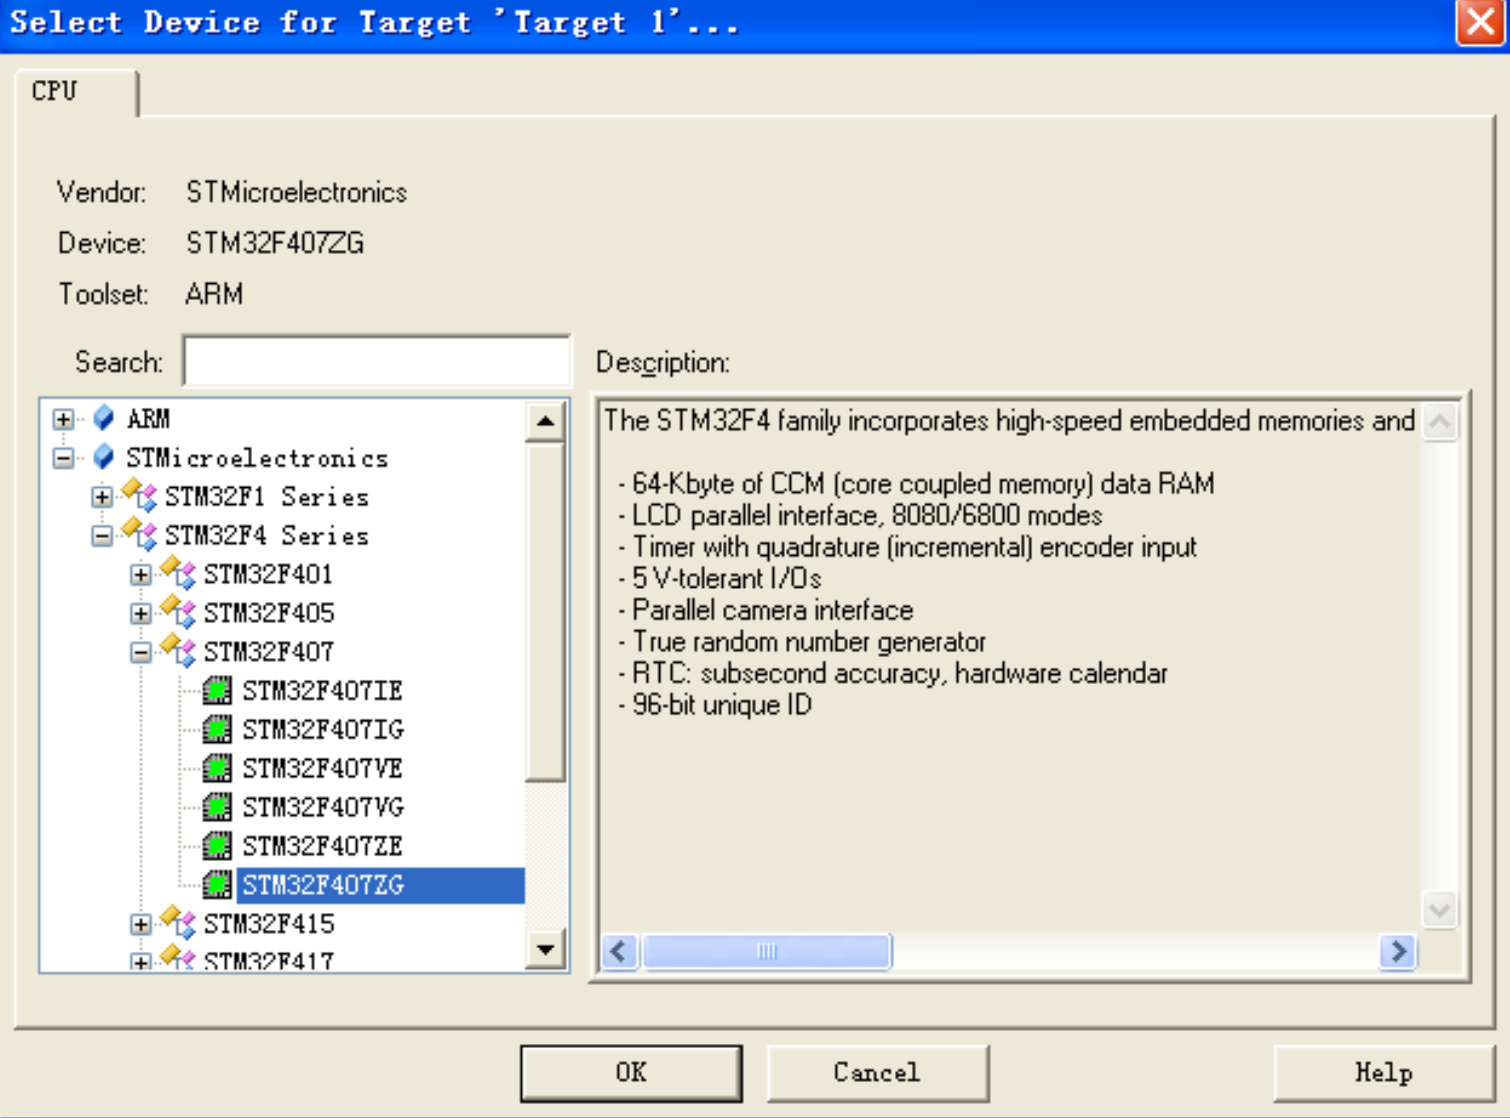 Select Device for Target 'Target 1'...
CPU
Vendor: STMicroelectronics
Device: STM32F407ZG
Toolset: ARM
Search:
Description:
ARM
STMicroelectronics
STM32F1 Series
STM32F4 Series
STM32F401
STM32F405
STM32F407
STM32F407IE
STM32F407IG
STM32F407VE
STM32F407VG
STM32F407ZE
STM32F407ZG
STM32F415
STM32F417
The STM32F4 family incorporates high-speed embedded memories and
- 64-Kbyte of CCM (core coupled memory) data RAM
- LCD parallel interface, 8080/6800 modes
- Timer with quadrature (incremental) encoder input
- 5 V-tolerant I/Os
- Parallel camera interface
- True random number generator
- RTC: subsecond accuracy, hardware calendar
- 96-bit unique ID
OK
Cancel
Help